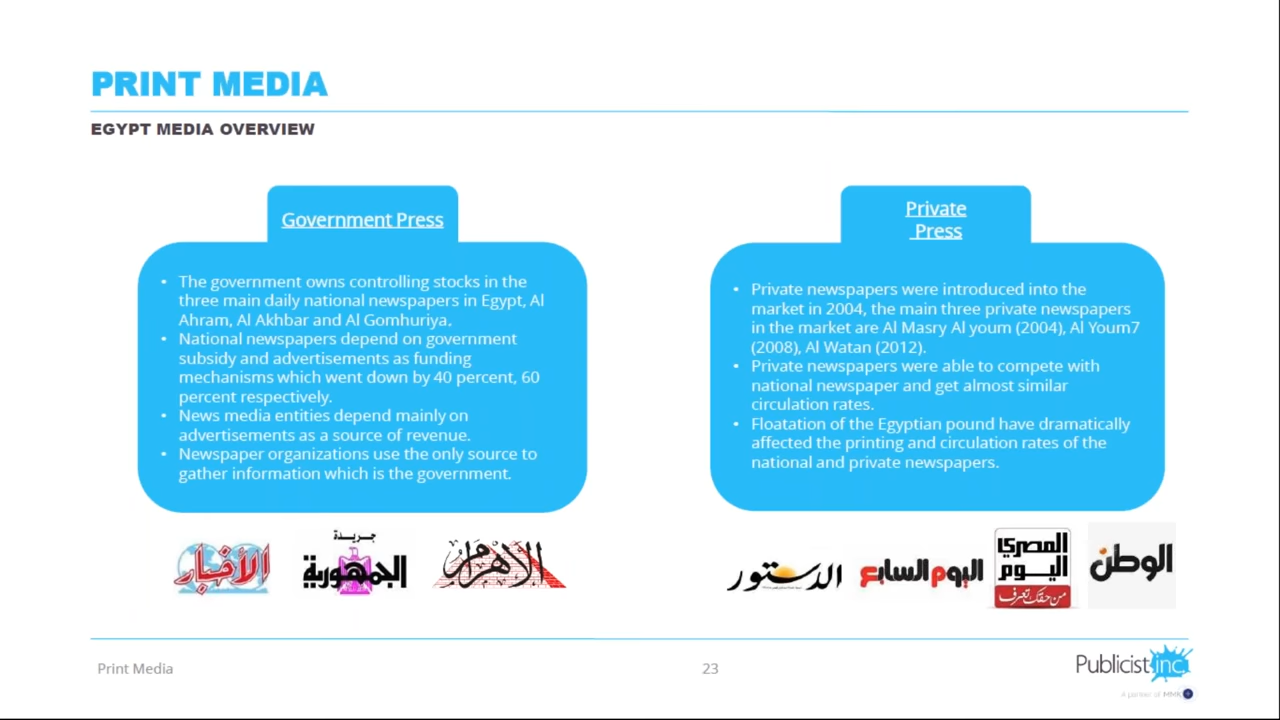 PRINT MEDIA
EGYPT MEDIA OVERVIEW
Government Press
• The government owns controlling stocks in the
three main daily national newspapers in Egypt, Al
Ahram, Al Akhbar and Al Gomhuriya.
• National newspapers depend on government
subsidy and advertisements as funding
mechanisms which went down by 40 percent, 60
percent respectively.
• News media entities depend mainly on
advertisements as a source of revenue.
• Newspaper organizations use the only source to
gather information which is the government.
Private
Press
• Private newspapers were introduced into the
market in 2004, the main three private newspapers
in the market are Al Masry Al youm (2004), Al Youm7
(2008), Al Watan (2012).
• Private newspapers were able to compete with
national newspaper and get almost similar
circulation rates.
• Floatation of the Egyptian pound have dramatically
affected the printing and circulation rates of the
national and private newspapers.
الأخبار
جريدة
الجمهورية
الأهرام
الدستور
اليوم السابع
المصري
اليوم
من حقك تعرف
الوطن
Print Media
23
Publicist inc.
A partner of MMK